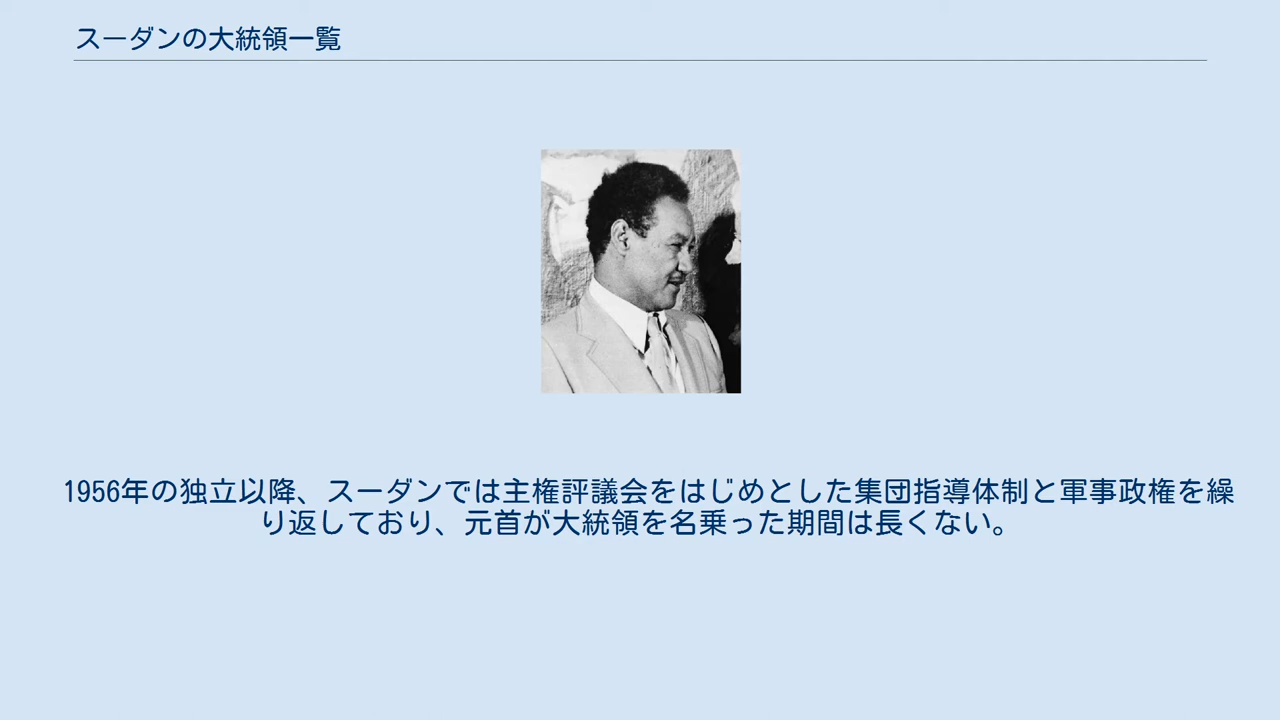 スーダンの大統領一覧
1956年の独立以降、スーダンでは主権評議会をはじめとした集団指導体制と軍事政権を繰
り返しており、元首が大統領を名乗った期間は長くない。